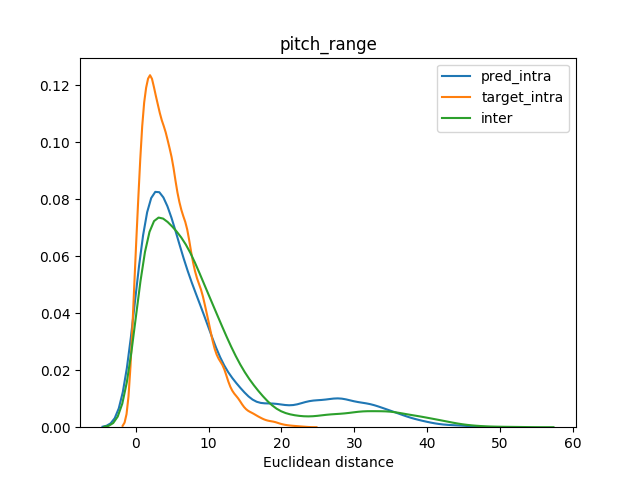 pitch_range
pred_intra
target_intra
inter
0.12
0.10
0.08
0.06
0.04
0.02
0.00
0 10 20 30 40 50 60
Euclidean distance